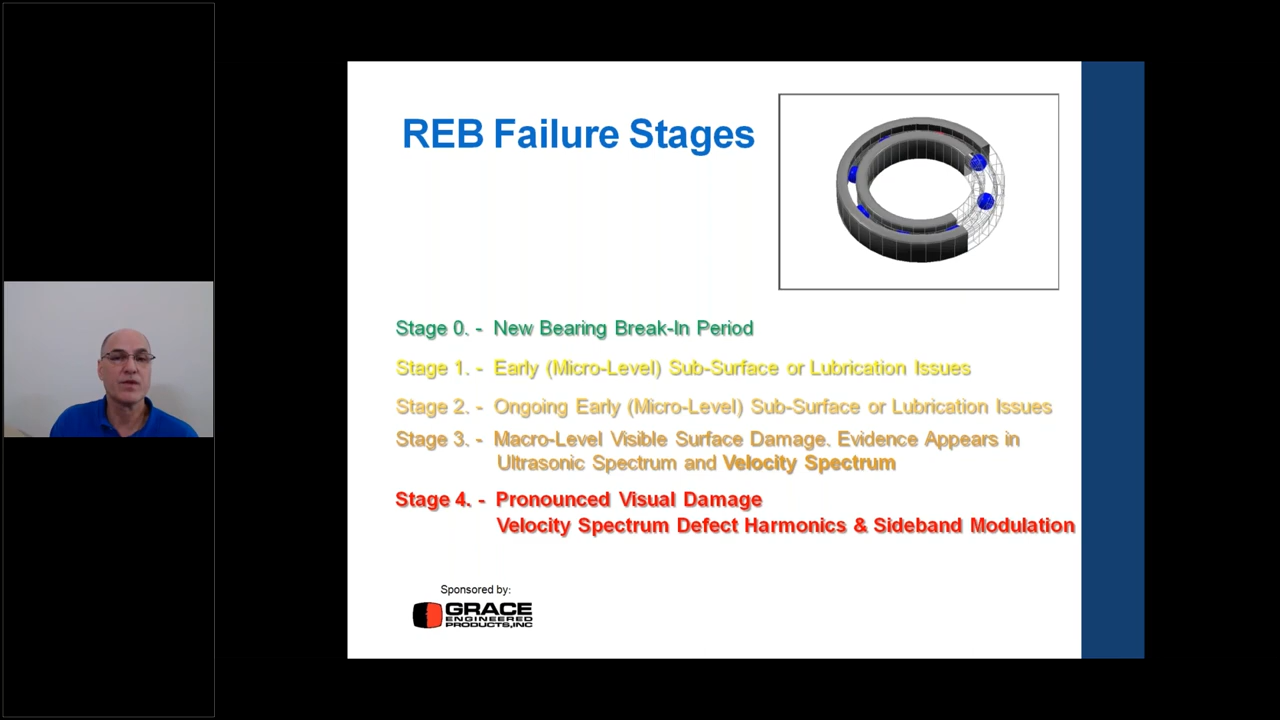 REB Failure Stages
Stage 0. - New Bearing Break-In Period
Stage 1. - Early (Micro-Level) Sub-Surface or Lubrication Issues
Stage 2. - Ongoing Early (Micro-Level) Sub-Surface or Lubrication Issues
Stage 3. - Macro-Level Visible Surface Damage. Evidence Appears in
Ultrasonic Spectrum and Velocity Spectrum
Stage 4. - Pronounced Visual Damage
Velocity Spectrum Defect Harmonics & Sideband Modulation
Sponsored by:
GRACE
ENGINEERED
PRODUCTS,INC